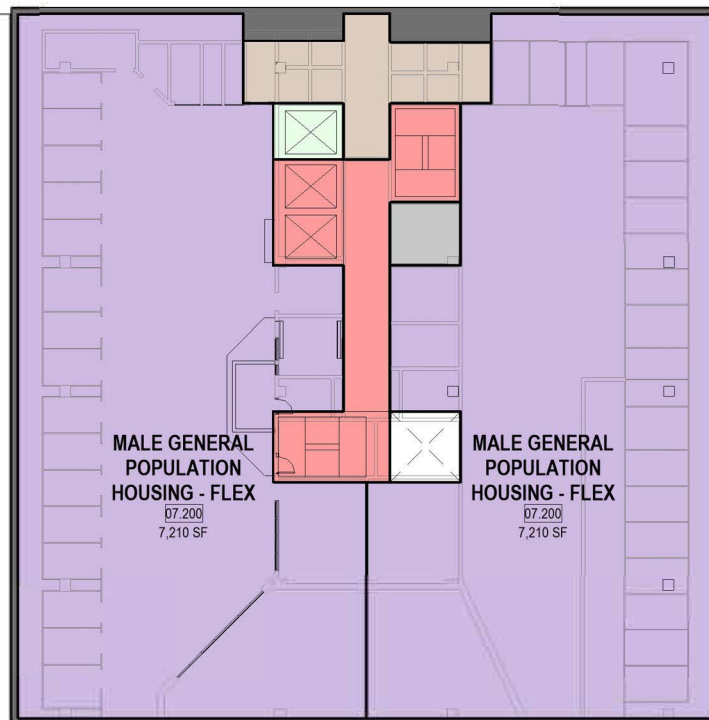 MALE GENERAL
POPULATION
HOUSING - FLEX
07.200
7,210 SF
MALE GENERAL
POPULATION
HOUSING - FLEX
07.200
7,210 SF